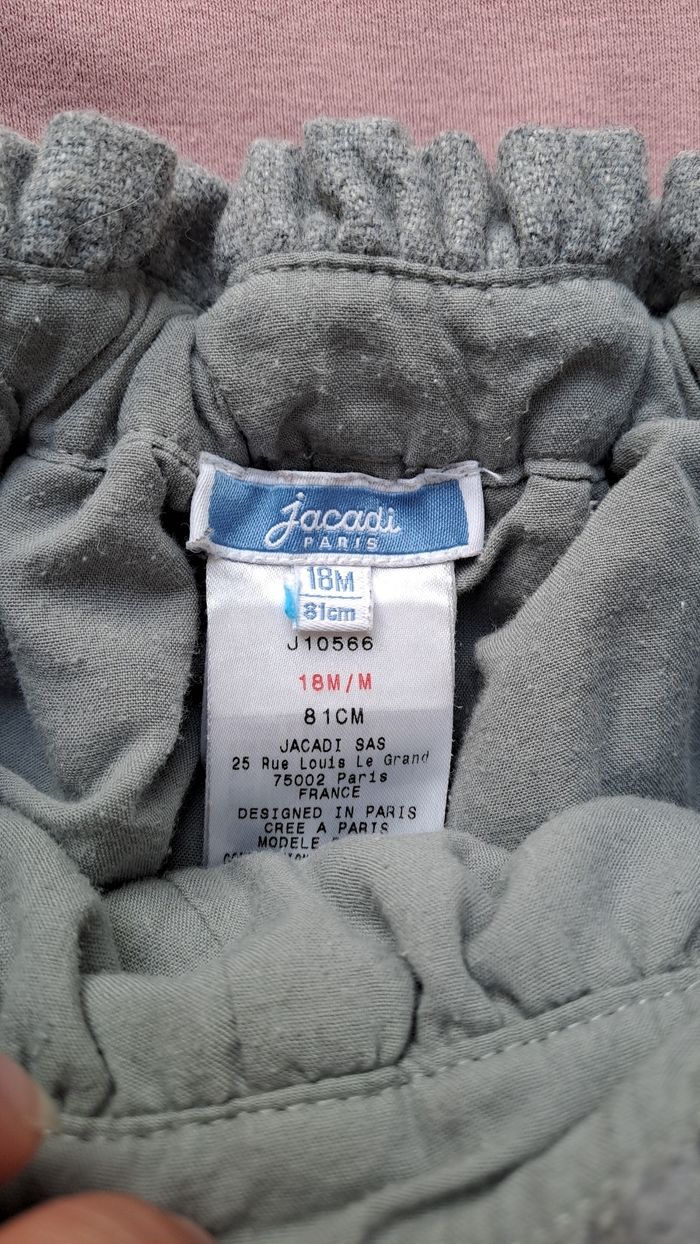 jacadi
PARIS
18M
81cm
J10566
18M/M
81CM
JACADI SAS
25 Rue Louis Le Grand
75002 Paris
FRANCE
DESIGNED IN PARIS
CREE A PARIS
MODELE